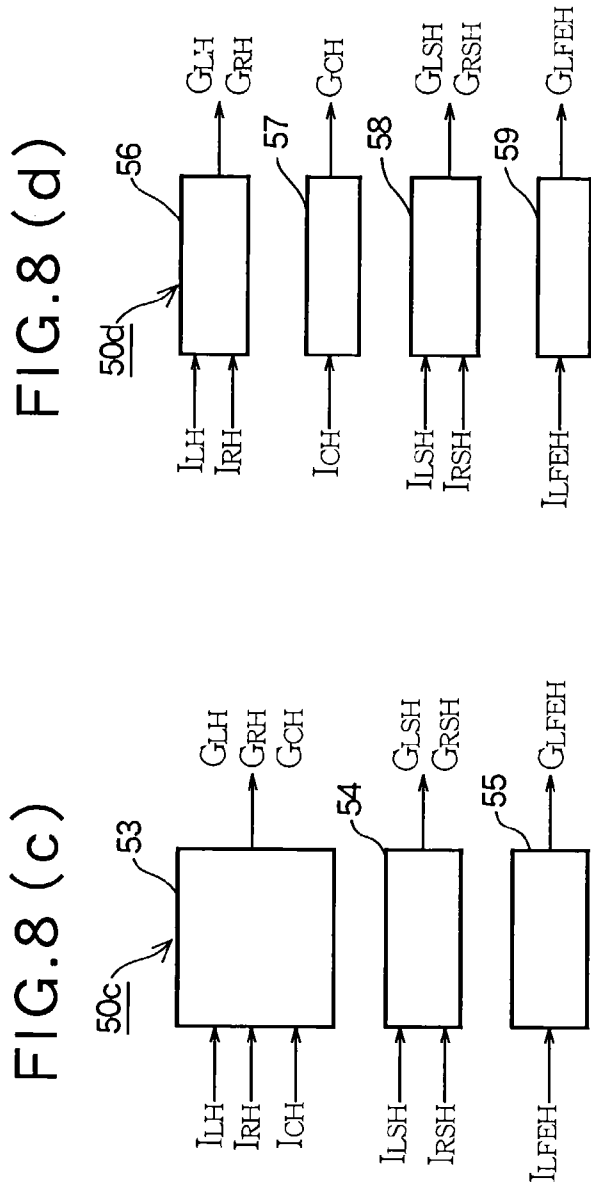 FIG.8 (c)
50c
53
ILH
IRH
ICH
GLH
GRH
GCH
54
ILSH
IRSH
GLSH
GRSH
55
ILFEH
GLFEH
FIG.8 (d)
50d
56
ILH
IRH
GLH
GRH
57
ICH
GCH
58
ILSH
IRSH
GLSH
GRSH
59
ILFEH
GLFEH